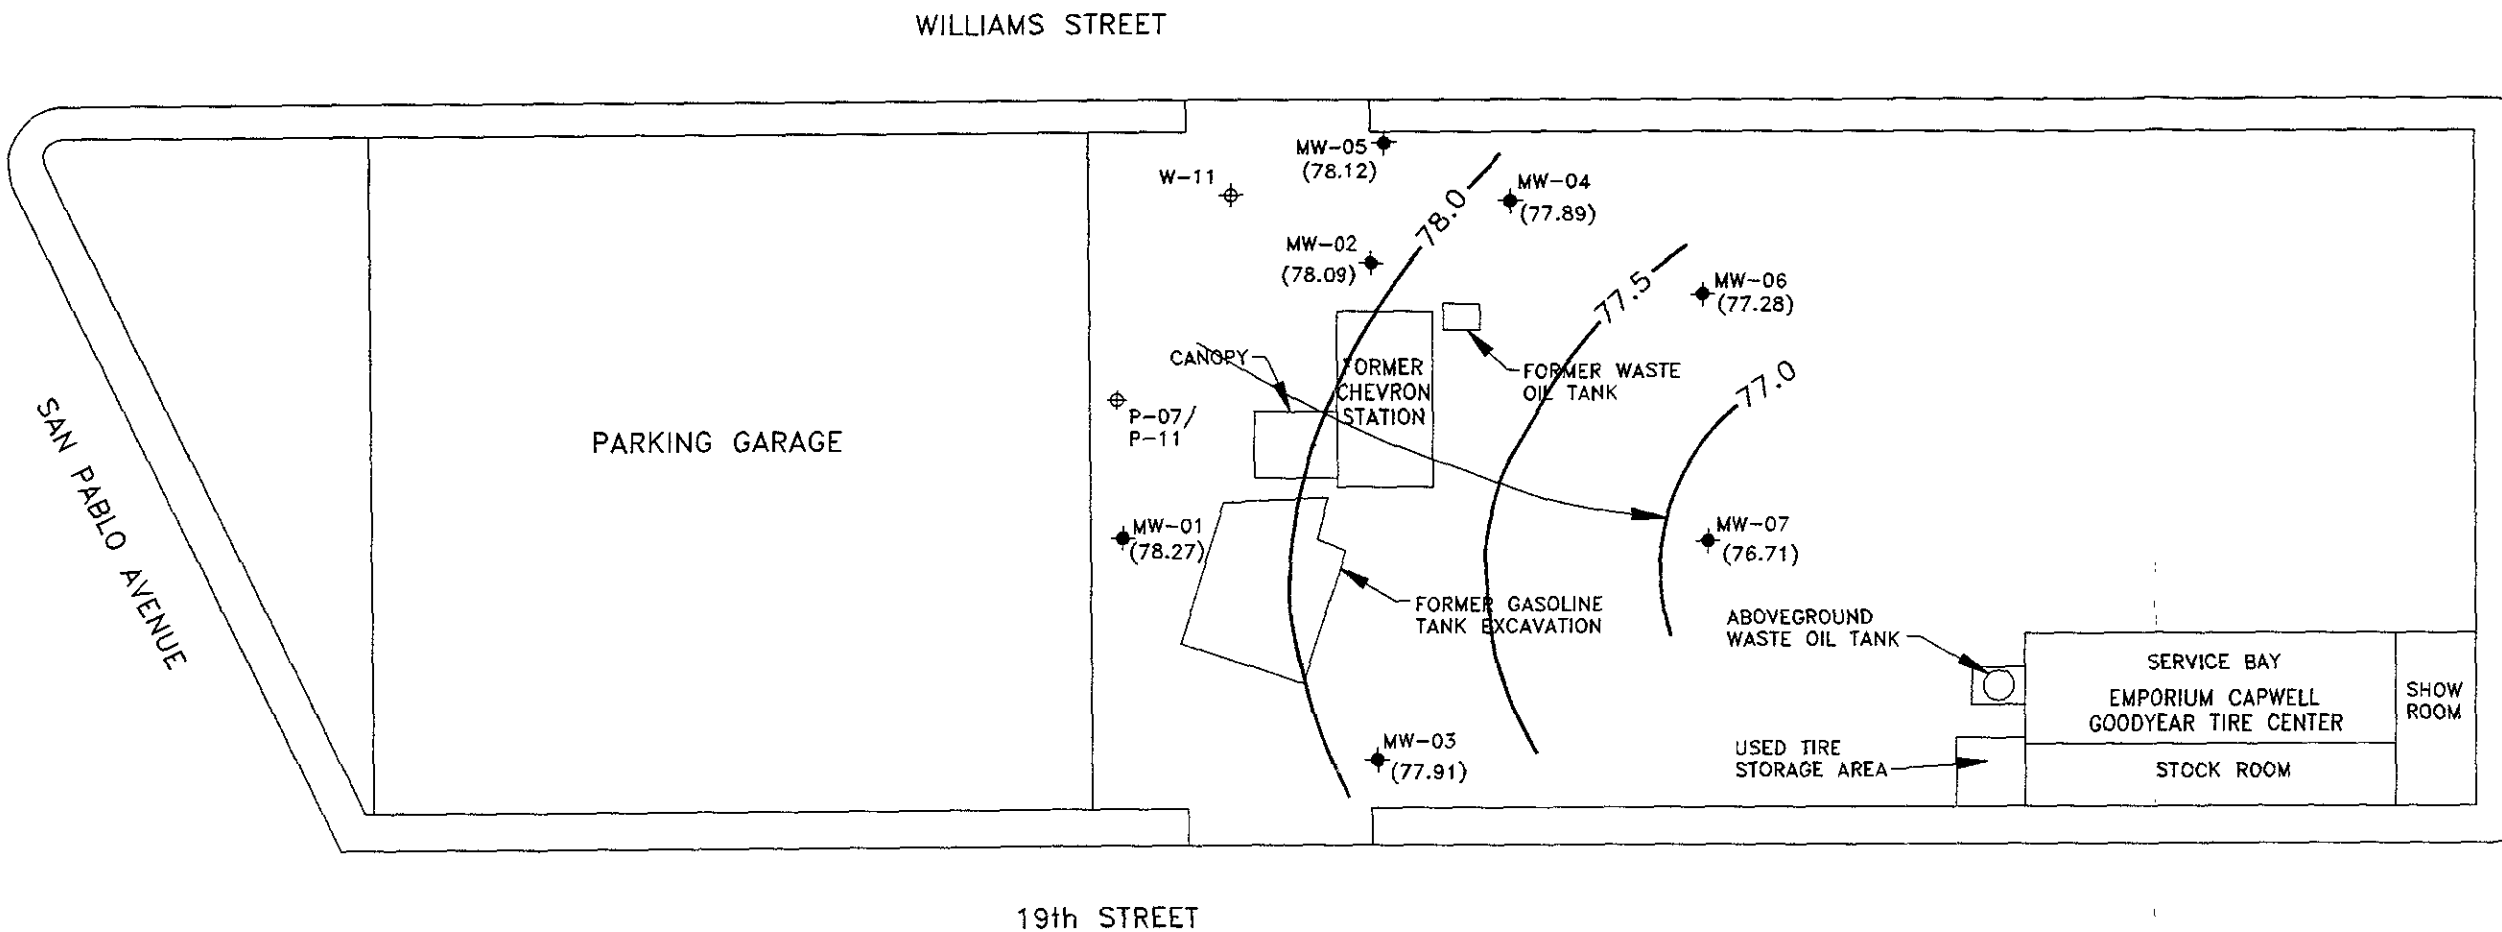 WILLIAMS STREET
MW-05
(78.12)
W-11
MW-04
(77.89)
78.0
MW-02
(78.09)
MW-06
(77.28)
77.5
CANOPY
FORMER
CHEVRON
STATION
FORMER WASTE
OIL TANK
77.0
P-07/
P-11
SAN PABLO AVENUE
PARKING GARAGE
MW-01
(78.27)
MW-07
(76.71)
FORMER GASOLINE
TANK EXCAVATION
ABOVEGROUND
WASTE OIL TANK
SERVICE BAY
EMPORIUM CAPWELL
GOODYEAR TIRE CENTER
SHOW
ROOM
MW-03
(77.91)
USED TIRE
STORAGE AREA
STOCK ROOM
19th STREET